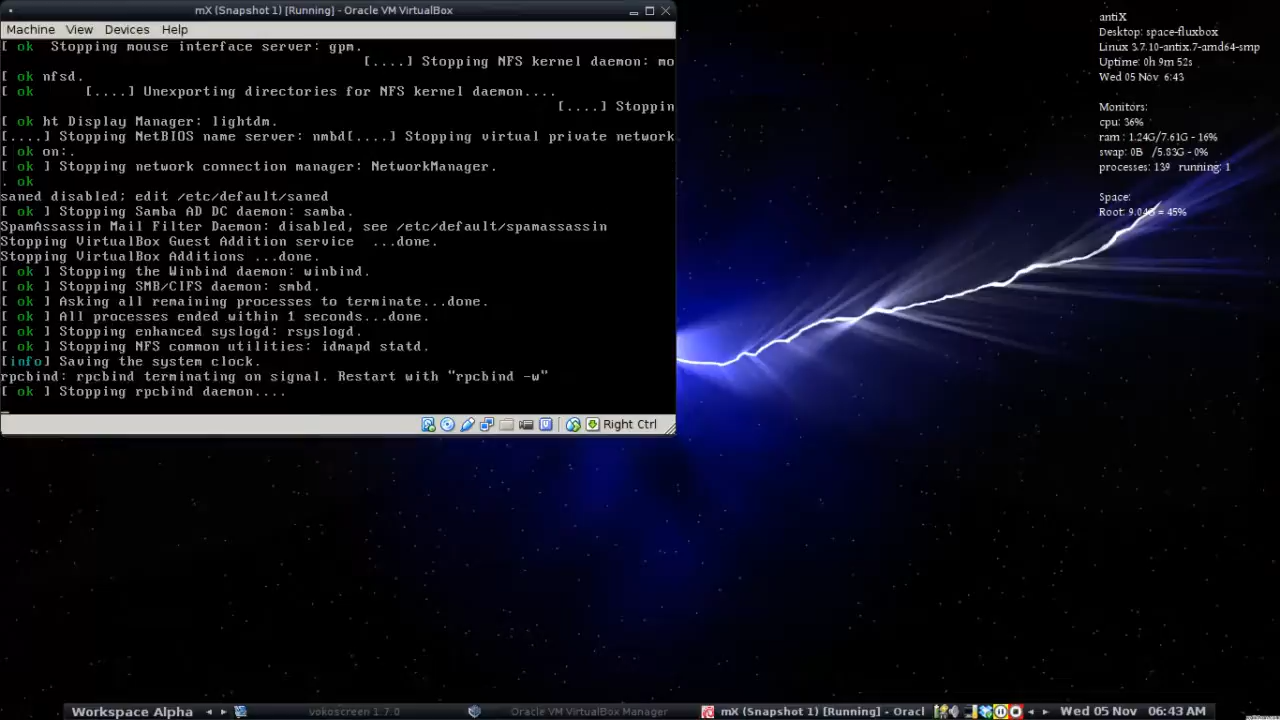 mX (Snapshot 1) [Running] - Oracle VM VirtualBox
Machine View Devices Help
[ ok  Stopping mouse interface server: gpm.
[....] Stopping NFS kernel daemon: mo
[ ok nfsd.
[ ok [....] Unexporting directories for NFS kernel daemon....
[....] Stoppin
[ ok ht Display Manager: lightdm.
[....] Stopping NetBIOS name server: nmbd[....] Stopping virtual private network
[ ok on:.
[ ok ] Stopping network connection manager: NetworkManager.
. ok
saned disabled; edit /etc/default/saned
[ ok ] Stopping Samba AD DC daemon: samba.
SpamAssassin Mail Filter Daemon: disabled, see /etc/default/spamassassin
Stopping VirtualBox Guest Addition service  ...done.
Stopping VirtualBox Additions ...done.
[ ok ] Stopping the Winbind daemon: winbind.
[ ok ] Stopping SMB/CIFS daemon: smbd.
[ ok ] Asking all remaining processes to terminate...done.
[ ok ] All processes ended within 1 seconds...done.
[ ok ] Stopping enhanced syslogd: rsyslogd.
[ ok ] Stopping NFS common utilities: idmapd statd.
[info] Saving the system clock.
rpcbind: rpcbind terminating on signal. Restart with "rpcbind -w"
[ ok ] Stopping rpcbind daemon....
Right Ctrl
antiX
Desktop: space-fluxbox
Linux 3.7.10-antix.7-amd64-smp
Uptime: 0h 9m 52s
Wed 05 Nov 6:43
Monitors:
cpu: 36%
ram : 1.24G/7.61G - 16%
swap: 0B /5.83G - 0%
processes: 139 running: 1
Space:
Root: = 45%
Workspace Alpha
vokoscreen 1.7.0
Oracle VM VirtualBox Manager
mX (Snapshot 1) [Running] - Oracl
Wed 05 Nov 06:43 AM